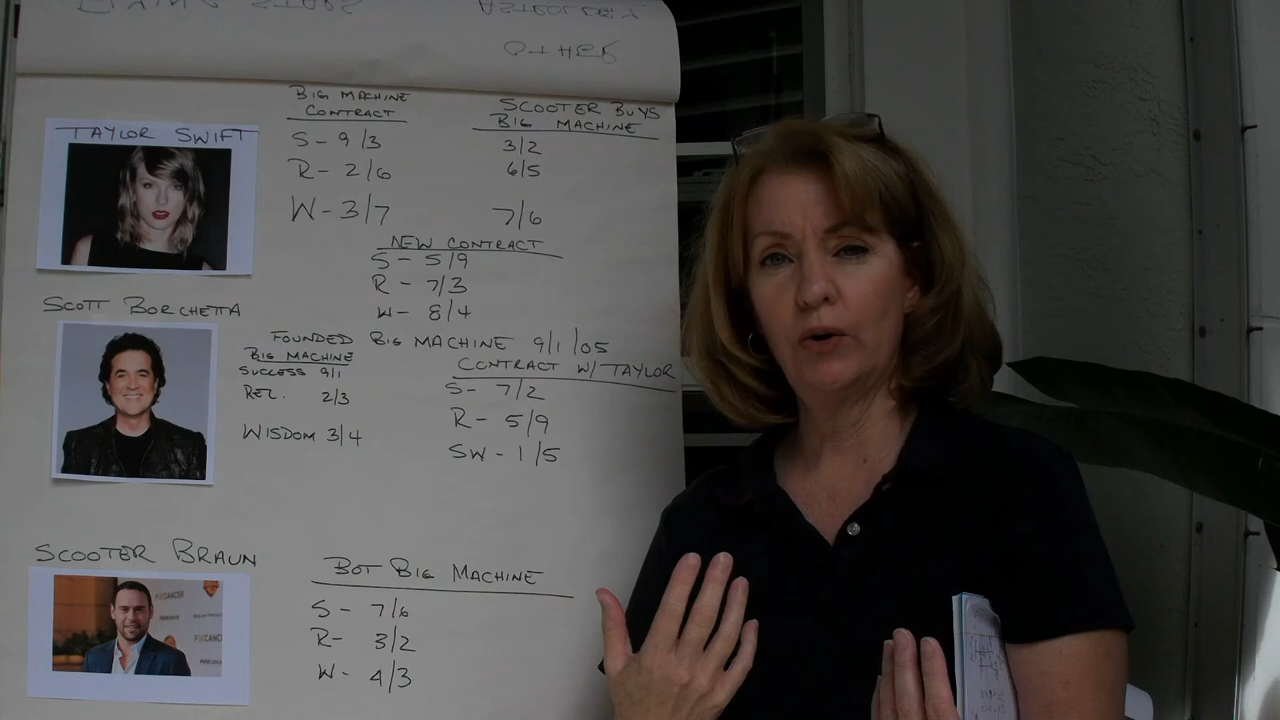 OTHER
TAYLOR SWIFT
BIG MACHINE
CONTRACT
S - 9/3
R - 2/6
W - 3/7
SCOOTER BUYS
BIG MACHINE
3/2
6/5
7/6
NEW CONTRACT
S - 5/9
R - 7/3
W - 8/4
SCOTT BORCHETTA
FOUNDED BIG MACHINE 9/1/05
BIG MACHINE
SUCCESS 9/1
REL. 2/3
WISDOM 3/4
CONTRACT W/ TAYLOR
S - 7/2
R - 5/9
SW - 1/5
SCOOTER BRAUN
BOT BIG MACHINE
S - 7/6
R - 3/2
W - 4/3